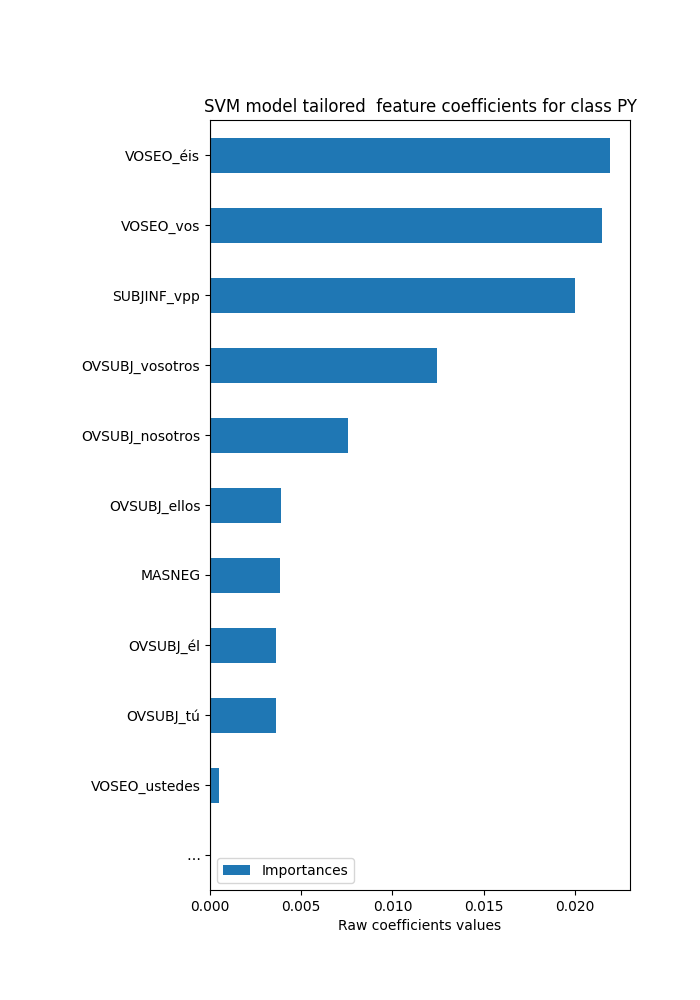 SVM model tailored  feature coefficients for class PY
VOSEO_éis
VOSEO_vos
SUBJINF_vpp
OVSUBJ_vosotros
OVSUBJ_nosotros
OVSUBJ_ellos
MASNEG
OVSUBJ_él
OVSUBJ_tú
VOSEO_ustedes
...
Importances
0.000 0.005 0.010 0.015 0.020
Raw coefficients values